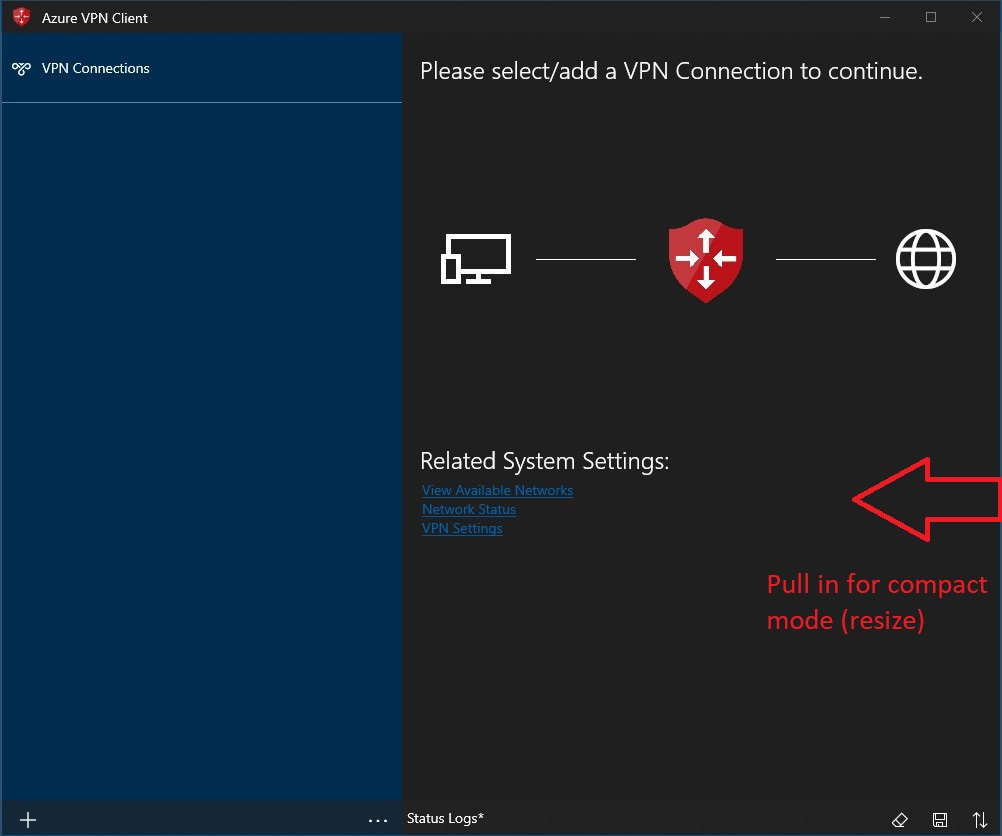 Azure VPN Client
VPN Connections
Please select/add a VPN Connection to continue.
Related System Settings:
View Available Networks
Network Status
VPN Settings
Pull in for compact
mode (resize)
Status Logs*